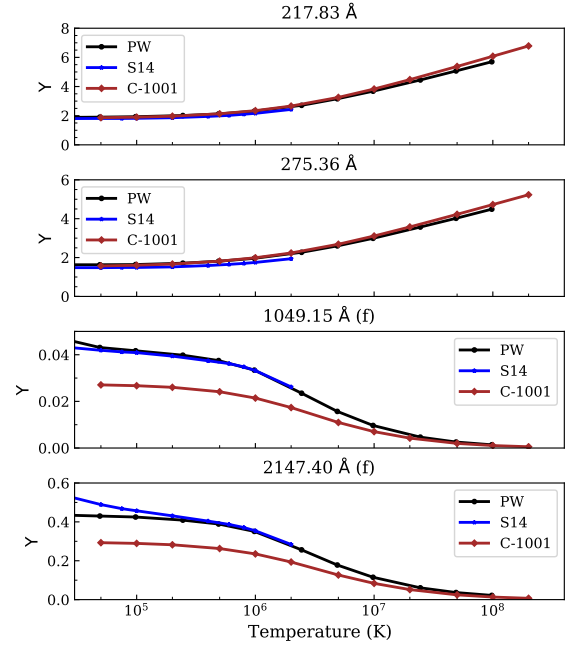 217.83 Å
8
6
4
2
0
Y
PW
S14
C-1001
275.36 Å
6
4
2
0
Y
PW
S14
C-1001
1049.15 Å (f)
0.04
0.02
0.00
Y
PW
S14
C-1001
2147.40 Å (f)
0.6
0.4
0.2
0.0
Y
PW
S14
C-1001
10⁵ 10⁶ 10⁷ 10⁸
Temperature (K)